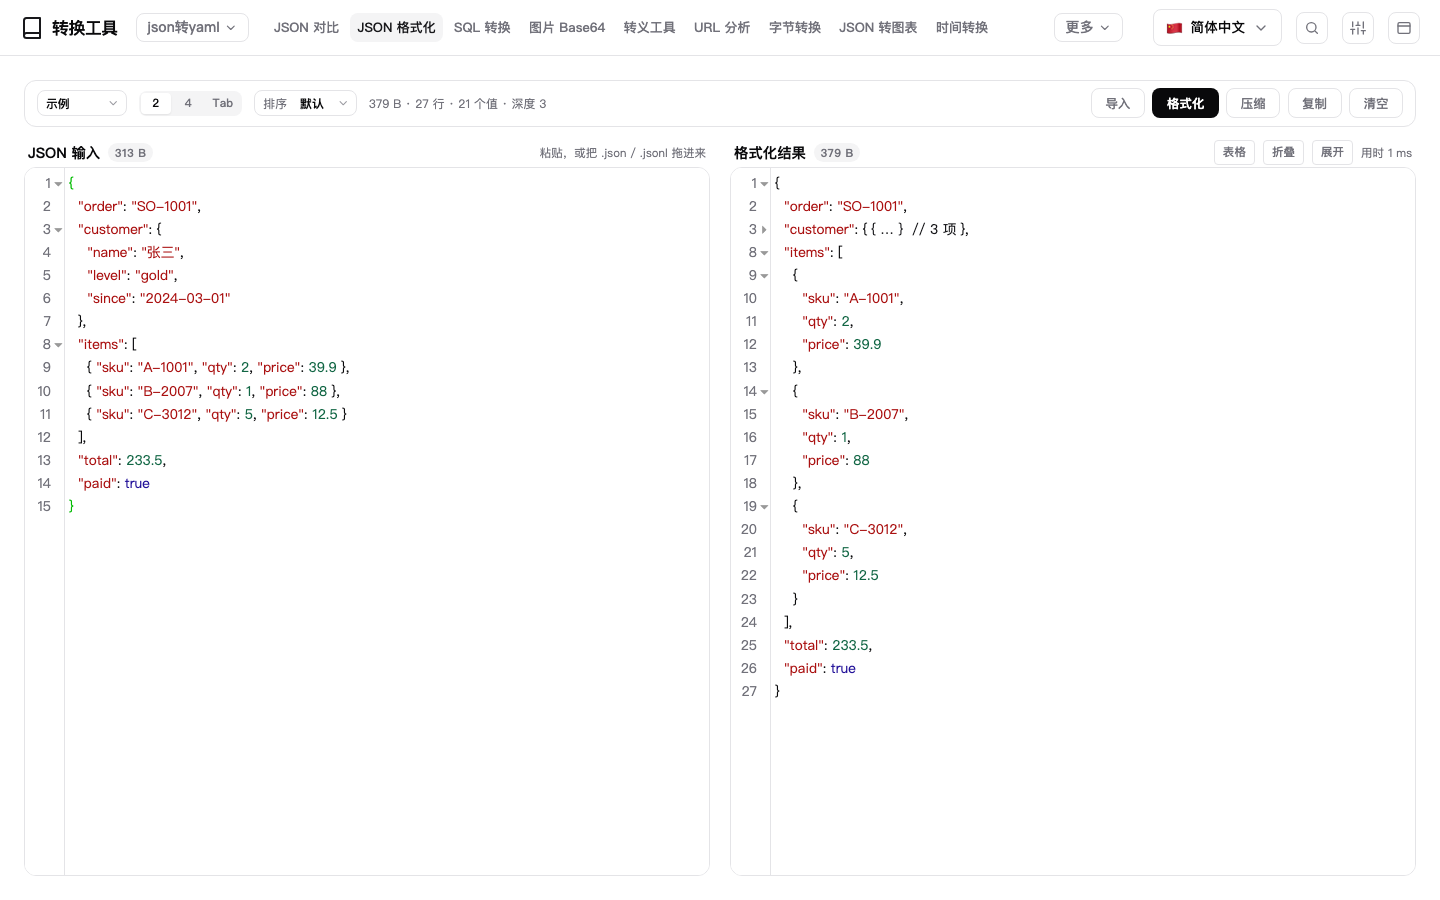 转换工具
json转yaml
JSON 对比
JSON 格式化
SQL 转换
图片 Base64
转义工具
URL 分析
字节转换
JSON 转图表
时间转换
更多
简体中文
示例
2
4
Tab
排序
默认
379 B · 27 行 · 21 个值 · 深度 3
导入
格式化
压缩
复制
清空
JSON 输入
313 B
粘贴，或把 .json / .jsonl 拖进来
1 {
2 "order": "SO-1001",
3 "customer": {
4 "name": "张三",
5 "level": "gold",
6 "since": "2024-03-01"
7 },
8 "items": [
9 { "sku": "A-1001", "qty": 2, "price": 39.9 },
10 { "sku": "B-2007", "qty": 1, "price": 88 },
11 { "sku": "C-3012", "qty": 5, "price": 12.5 }
12 ],
13 "total": 233.5,
14 "paid": true
15 }
格式化结果
379 B
表格
折叠
展开
用时 1 ms
1 {
2 "order": "SO-1001",
3 "customer": { { ... } // 3 项 },
8 "items": [
9 {
10 "sku": "A-1001",
11 "qty": 2,
12 "price": 39.9
13 },
14 {
15 "sku": "B-2007",
16 "qty": 1,
17 "price": 88
18 },
19 {
20 "sku": "C-3012",
21 "qty": 5,
22 "price": 12.5
23 }
24 ],
25 "total": 233.5,
26 "paid": true
27 }